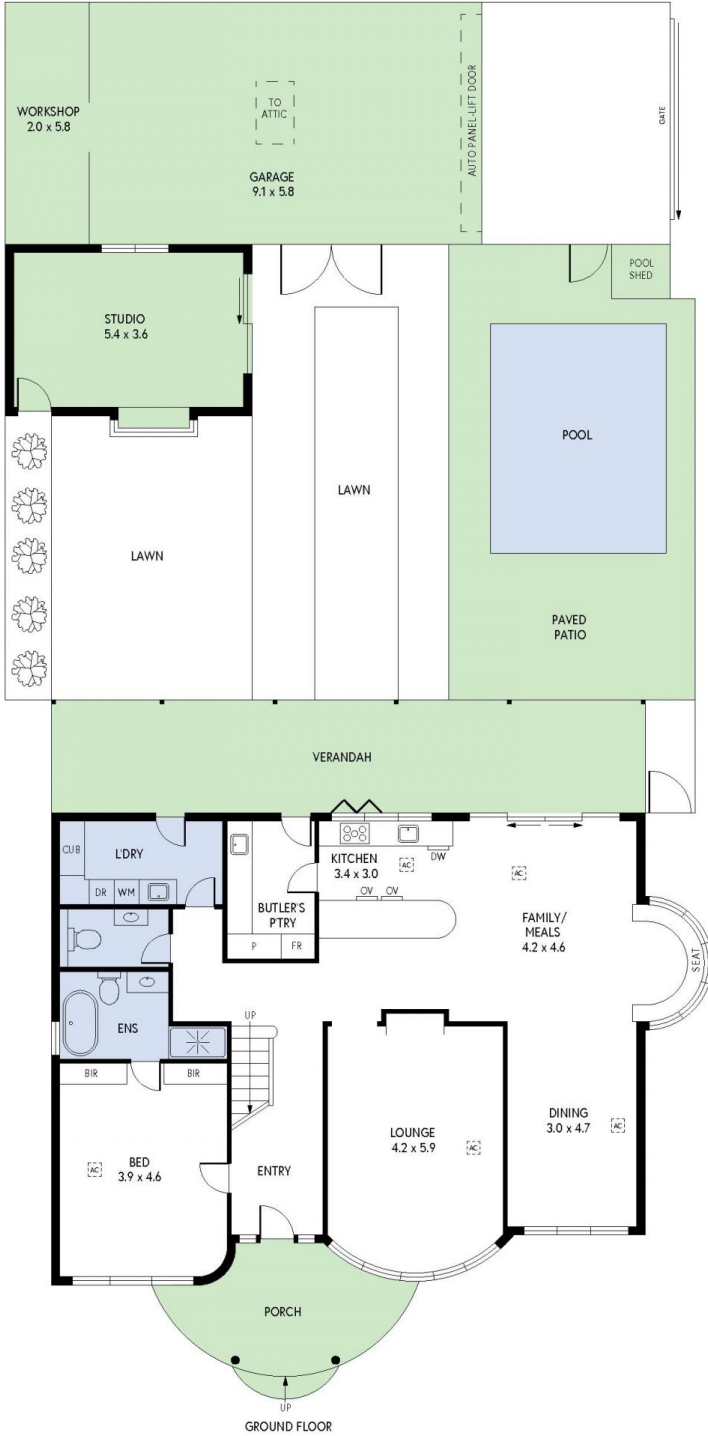 WORKSHOP
2.0 x 5.8
TO
ATTIC
GARAGE
9.1 x 5.8
AUTO PANEL-LIFT DOOR
GATE
POOL
SHED
STUDIO
5.4 x 3.6
POOL
LAWN
LAWN
PAVED
PATIO
VERANDAH
CUB
L'DRY
DR
WM
BUTLER'S
P'TRY
P
FR
KITCHEN
3.4 x 3.0
AC
DW
OV
OV
AC
FAMILY/
MEALS
4.2 x 4.6
SEAT
ENS
UP
BIR
BIR
AC
BED
3.9 x 4.6
ENTRY
LOUNGE
4.2 x 5.9
AC
DINING
3.0 x 4.7
AC
PORCH
UP
GROUND FLOOR